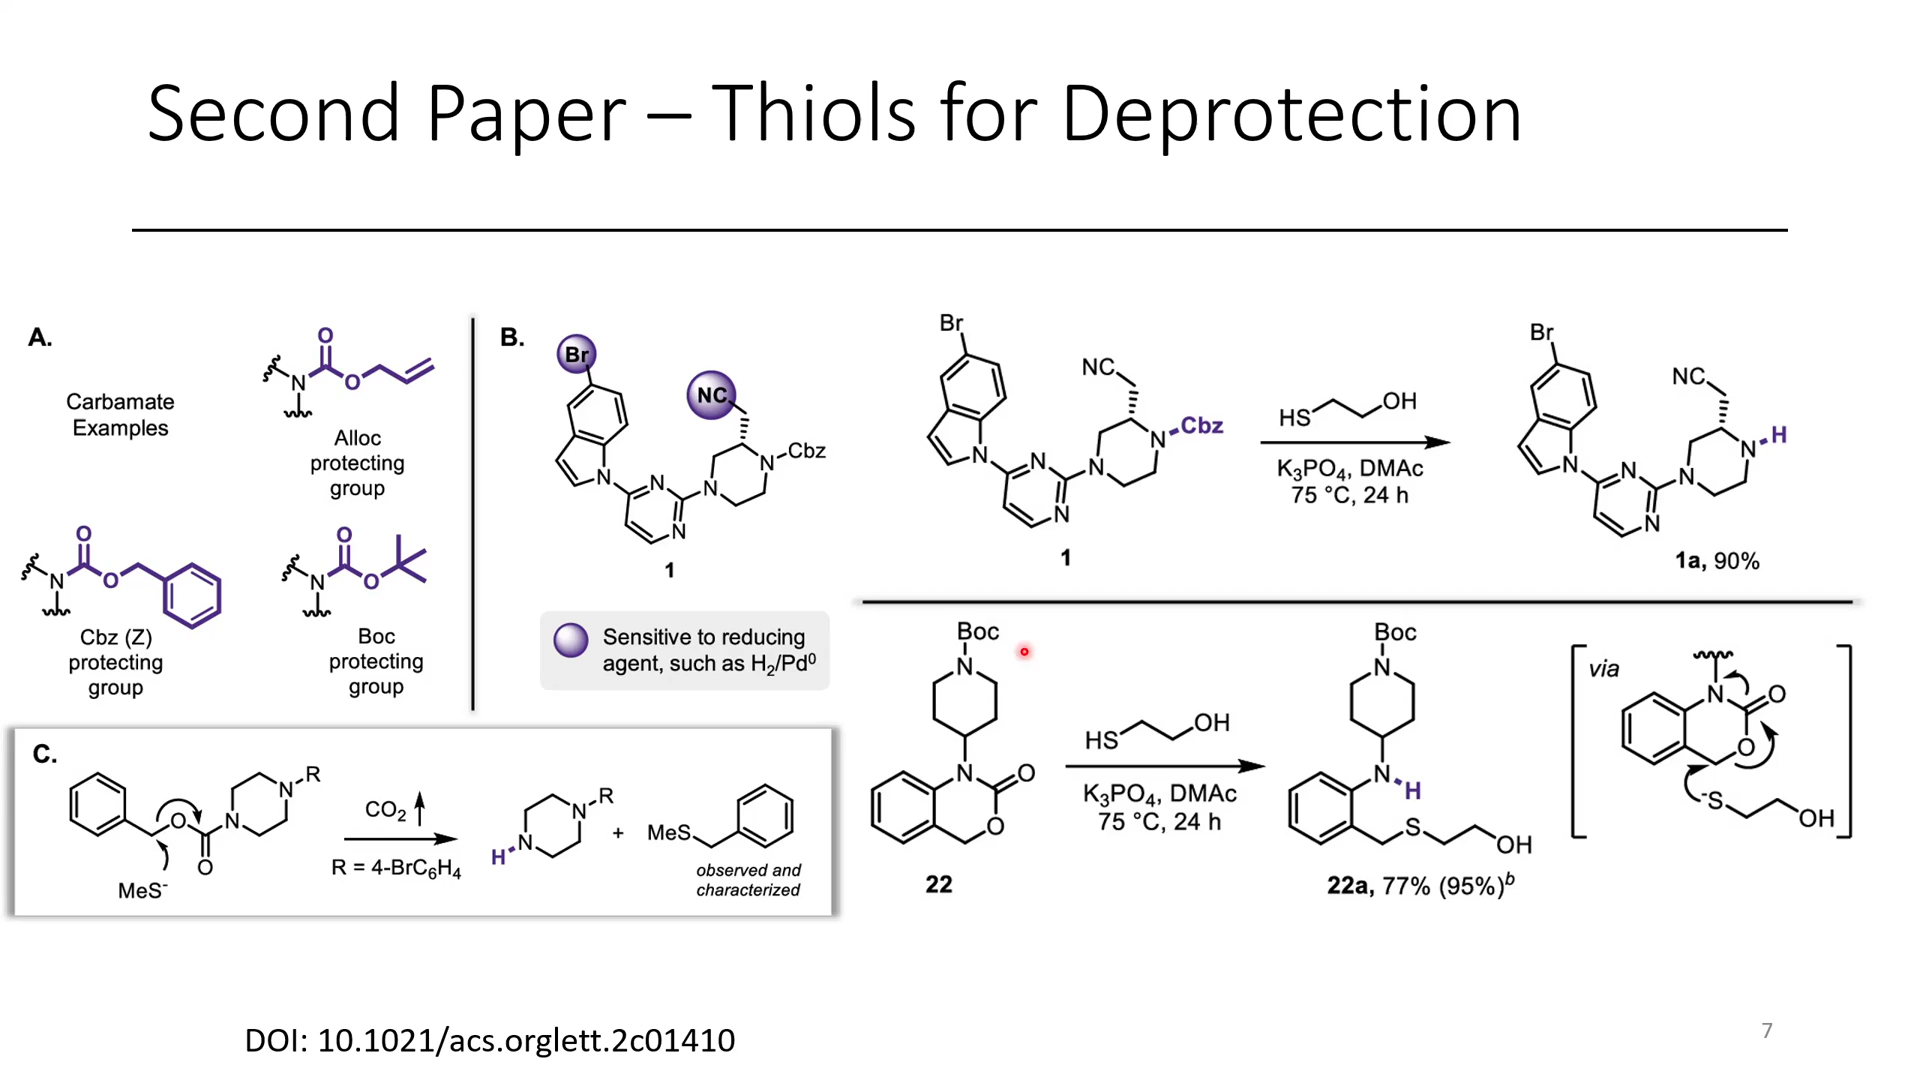 Second Paper – Thiols for Deprotection
A.
Carbamate
Examples
O
N
O
Alloc
protecting
group
O
N
O
Cbz (Z)
protecting
group
O
N
O
Boc
protecting
group
B.
Br
NC
N
Cbz
N
N
N
N
1
Sensitive to reducing
agent, such as H₂/Pd⁰
Br
NC
N
Cbz
N
N
N
N
1
HS
OH
K₃PO₄, DMAc
75 °C, 24 h
Br
NC
N
H
N
N
N
N
1a, 90%
C.
O
N
N
R
O
MeS⁻
CO₂
R = 4-BrC₆H₄
H
N
N
R
+
MeS
observed and
characterized
Boc
N
N
O
O
22
HS
OH
K₃PO₄, DMAc
75 °C, 24 h
Boc
N
N
H
S
OH
22a, 77% (95%)ᵇ
via
N
O
O
⁻S
OH
DOI: 10.1021/acs.orglett.2c01410
7